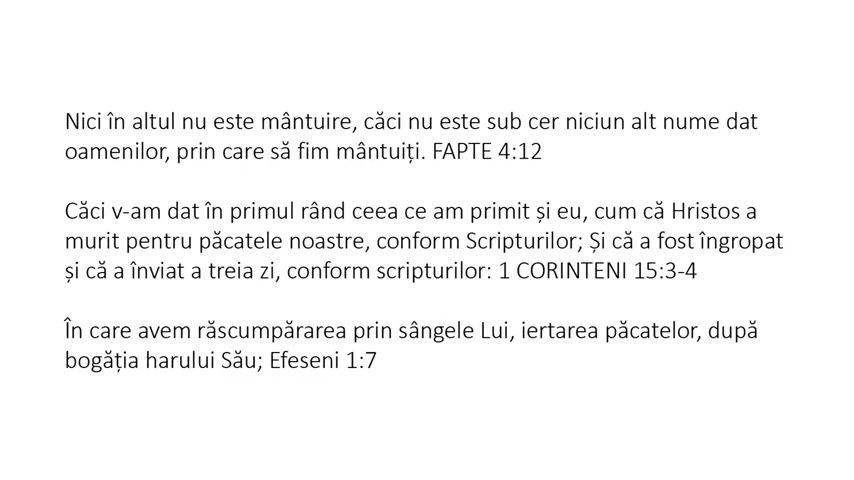 Nici în altul nu este mântuire, căci nu este sub cer niciun alt nume dat
oamenilor, prin care să fim mântuiți. FAPTE 4:12
Căci v-am dat în primul rând ceea ce am primit și eu, cum că Hristos a
murit pentru păcatele noastre, conform Scripturilor; Și că a fost îngropat
și că a înviat a treia zi, conform scripturilor: 1 CORINTENI 15:3-4
În care avem răscumpărarea prin sângele Lui, iertarea păcatelor, după
bogăția harului Său; Efeseni 1:7